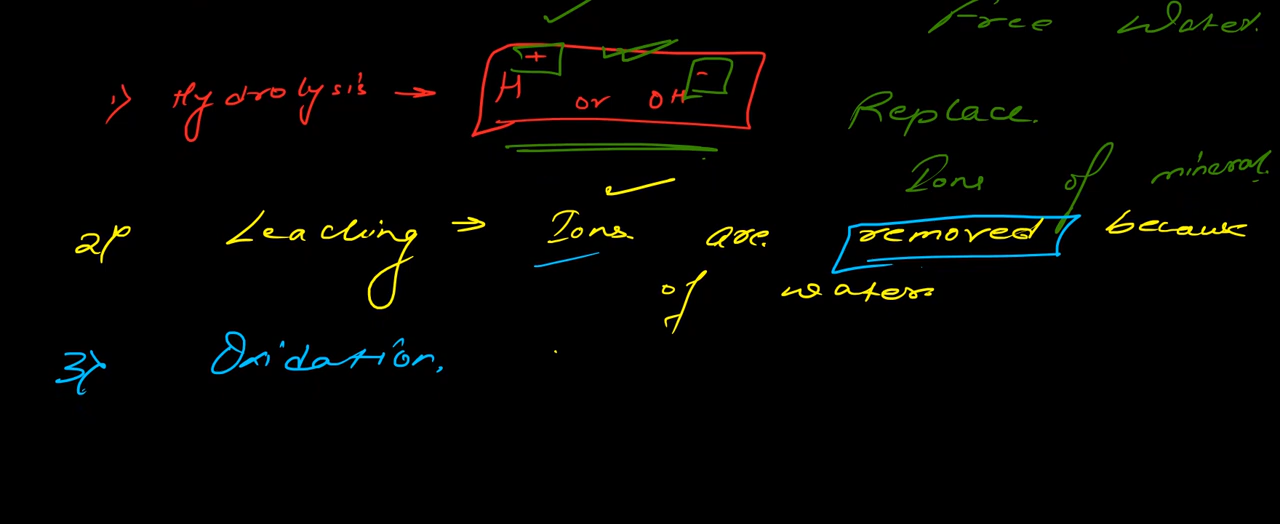 Free Water.
1) Hydrolysis → H+ or OH-
Replace.
Ions of mineral.
2) Leaching → Ions are removed because
of water
3) Oxidation.